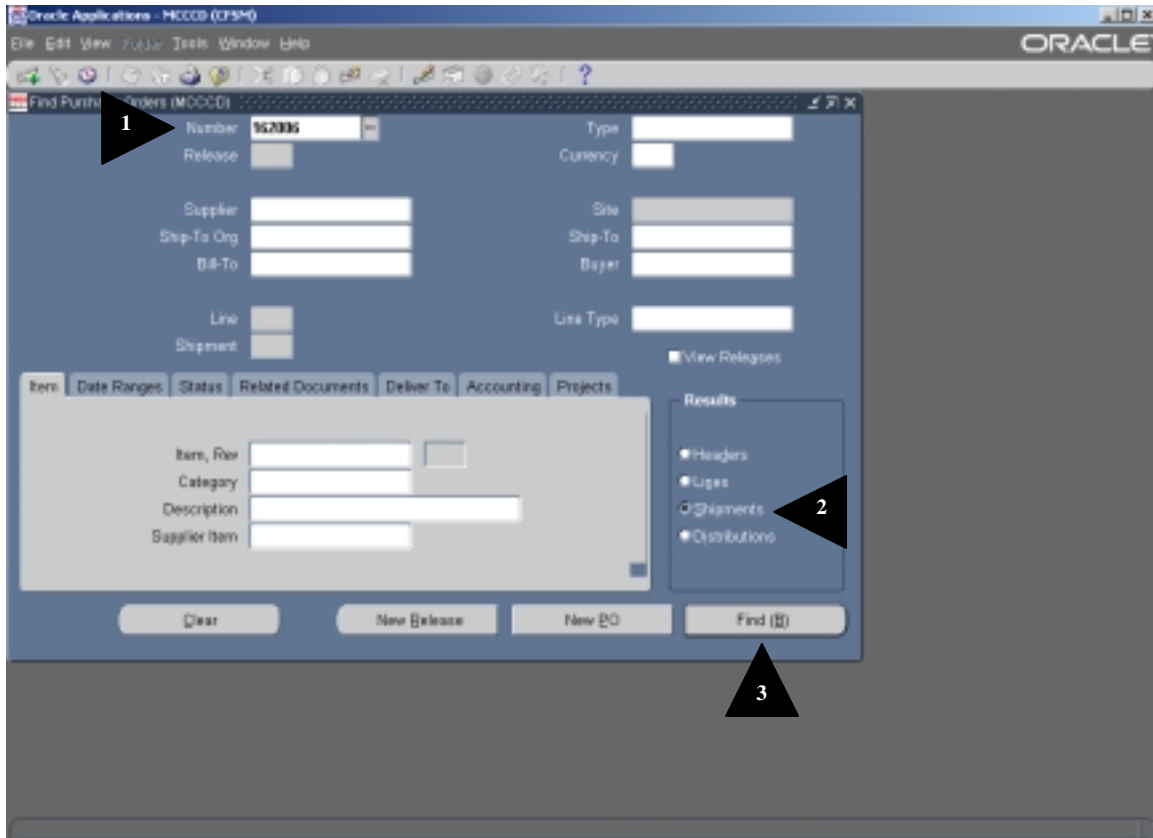 Oracle Applications - MCCCD (CFSM)
File Edit View Folder Tools Window Help
ORACLE
Find Purchase Orders (MCCCD)
1
Number 162006 Type
Release Currency
Supplier Site
Ship-To Org Ship-To
Bill-To Buyer
Line Line Type
Shipment
View Releases
Item Date Ranges Status Related Documents Deliver To Accounting Projects
Results
Item, Rev Headers
Category Lines
Description Shipments 2
Supplier Item Distributions
Clear New Release New PO Find (B)
3